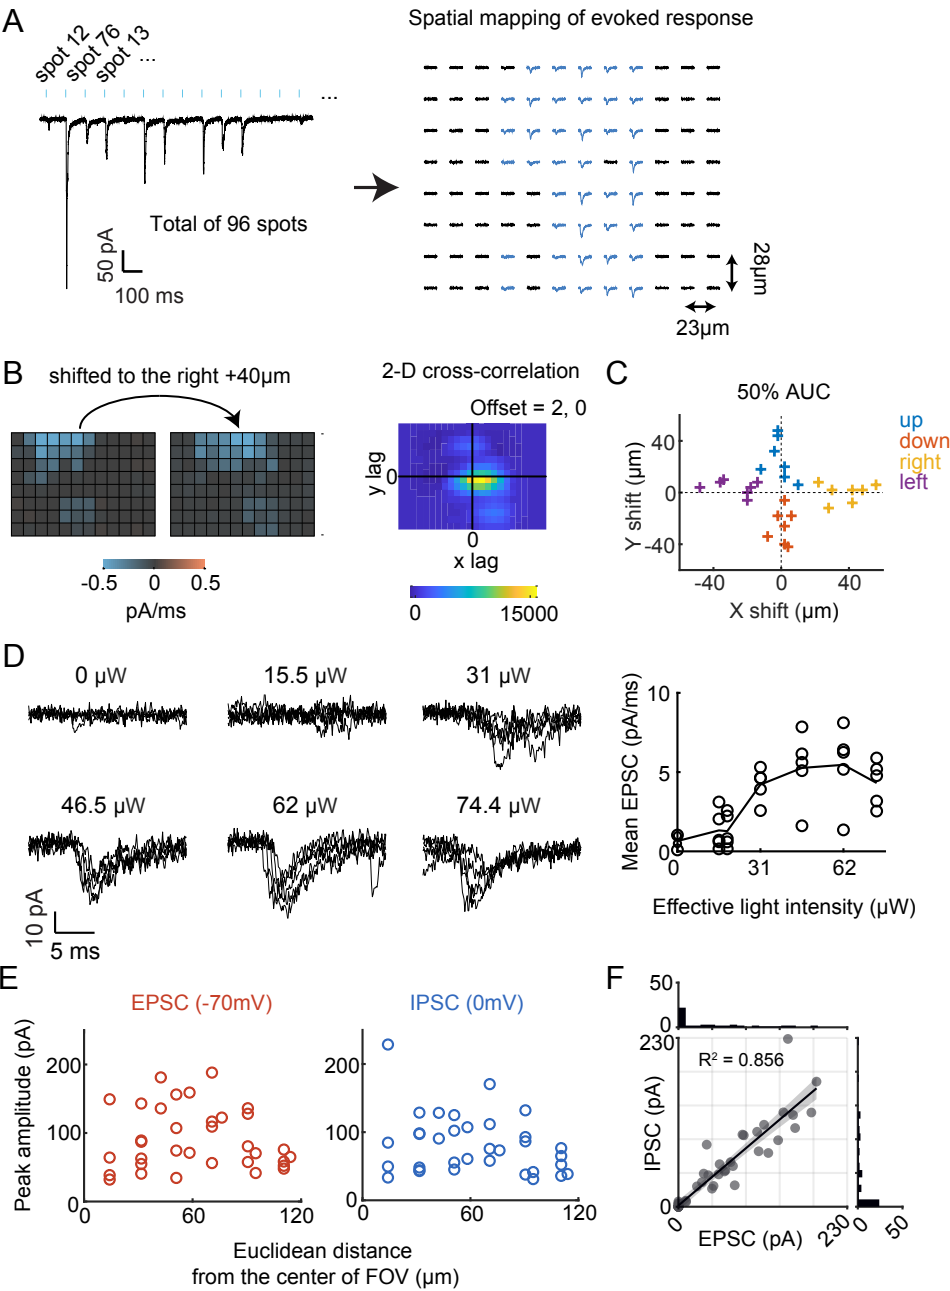 A
spot 12
spot 76
spot 13
...
...
Total of 96 spots
50 pA
100 ms
Spatial mapping of evoked response
28µm
23µm
B
shifted to the right +40µm
-0.5 0 0.5
pA/ms
2-D cross-correlation
Offset = 2, 0
y lag
0
0
x lag
0 15000
C
50% AUC
up
down
right
left
Y shift (µm)
40
0
-40
-40 0 40
X shift (µm)
D
0 µW
15.5 µW
31 µW
46.5 µW
62 µW
74.4 µW
10 pA
5 ms
Mean EPSC (pA/ms)
10
5
0
0 31 62
Effective light intensity (µW)
E
EPSC (-70mV)
IPSC (0mV)
Peak amplitude (pA)
200
100
0
0 60 120
200
100
0
0 60 120
Euclidean distance
from the center of FOV (µm)
F
50
0
230
R² = 0.856
IPSC (pA)
0
0 230
EPSC (pA)
0 50